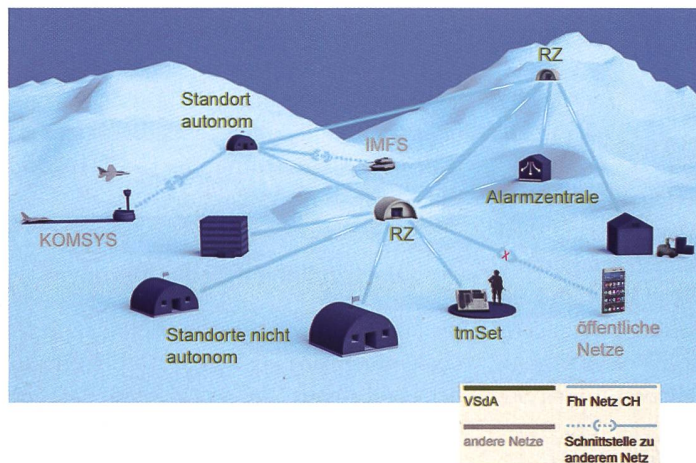 RZ
Standort
autonom
IMFS
Alarmzentrale
KOMSYS
RZ
Standorte nicht
autonom
tmSet
öffentliche
Netze
VSdA
Fhr Netz CH
andere Netze
Schnittstelle zu
anderem Netz